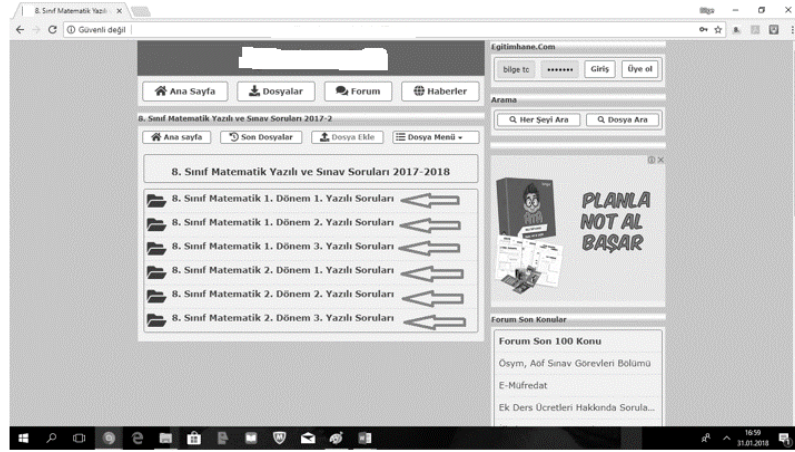 8. Sınıf Matematik Yazılı
Bilge
Güvenli değil
Ana Sayfa
Dosyalar
Forum
Haberler
8. Sınıf Matematik Yazılı ve Sınav Soruları 2017-2
Ana sayfa
Son Dosyalar
Dosya Ekle
Dosya Menü
8. Sınıf Matematik Yazılı ve Sınav Soruları 2017-2018
8. Sınıf Matematik 1. Dönem 1. Yazılı Soruları
8. Sınıf Matematik 1. Dönem 2. Yazılı Soruları
8. Sınıf Matematik 1. Dönem 3. Yazılı Soruları
8. Sınıf Matematik 2. Dönem 1. Yazılı Soruları
8. Sınıf Matematik 2. Dönem 2. Yazılı Soruları
8. Sınıf Matematik 2. Dönem 3. Yazılı Soruları
Egitimhane.Com
bilge tc
Giriş
Üye ol
Arama
Her Şeyi Ara
Dosya Ara
PLANLA
NOT AL
BAŞAR
Forum Son Konular
Forum Son 100 Konu
Ösym, Aöf Sınav Görevleri Bölümü
E-Müfredat
Ek Ders Ücretleri Hakkında Sorula...
16:59
31.01.2018